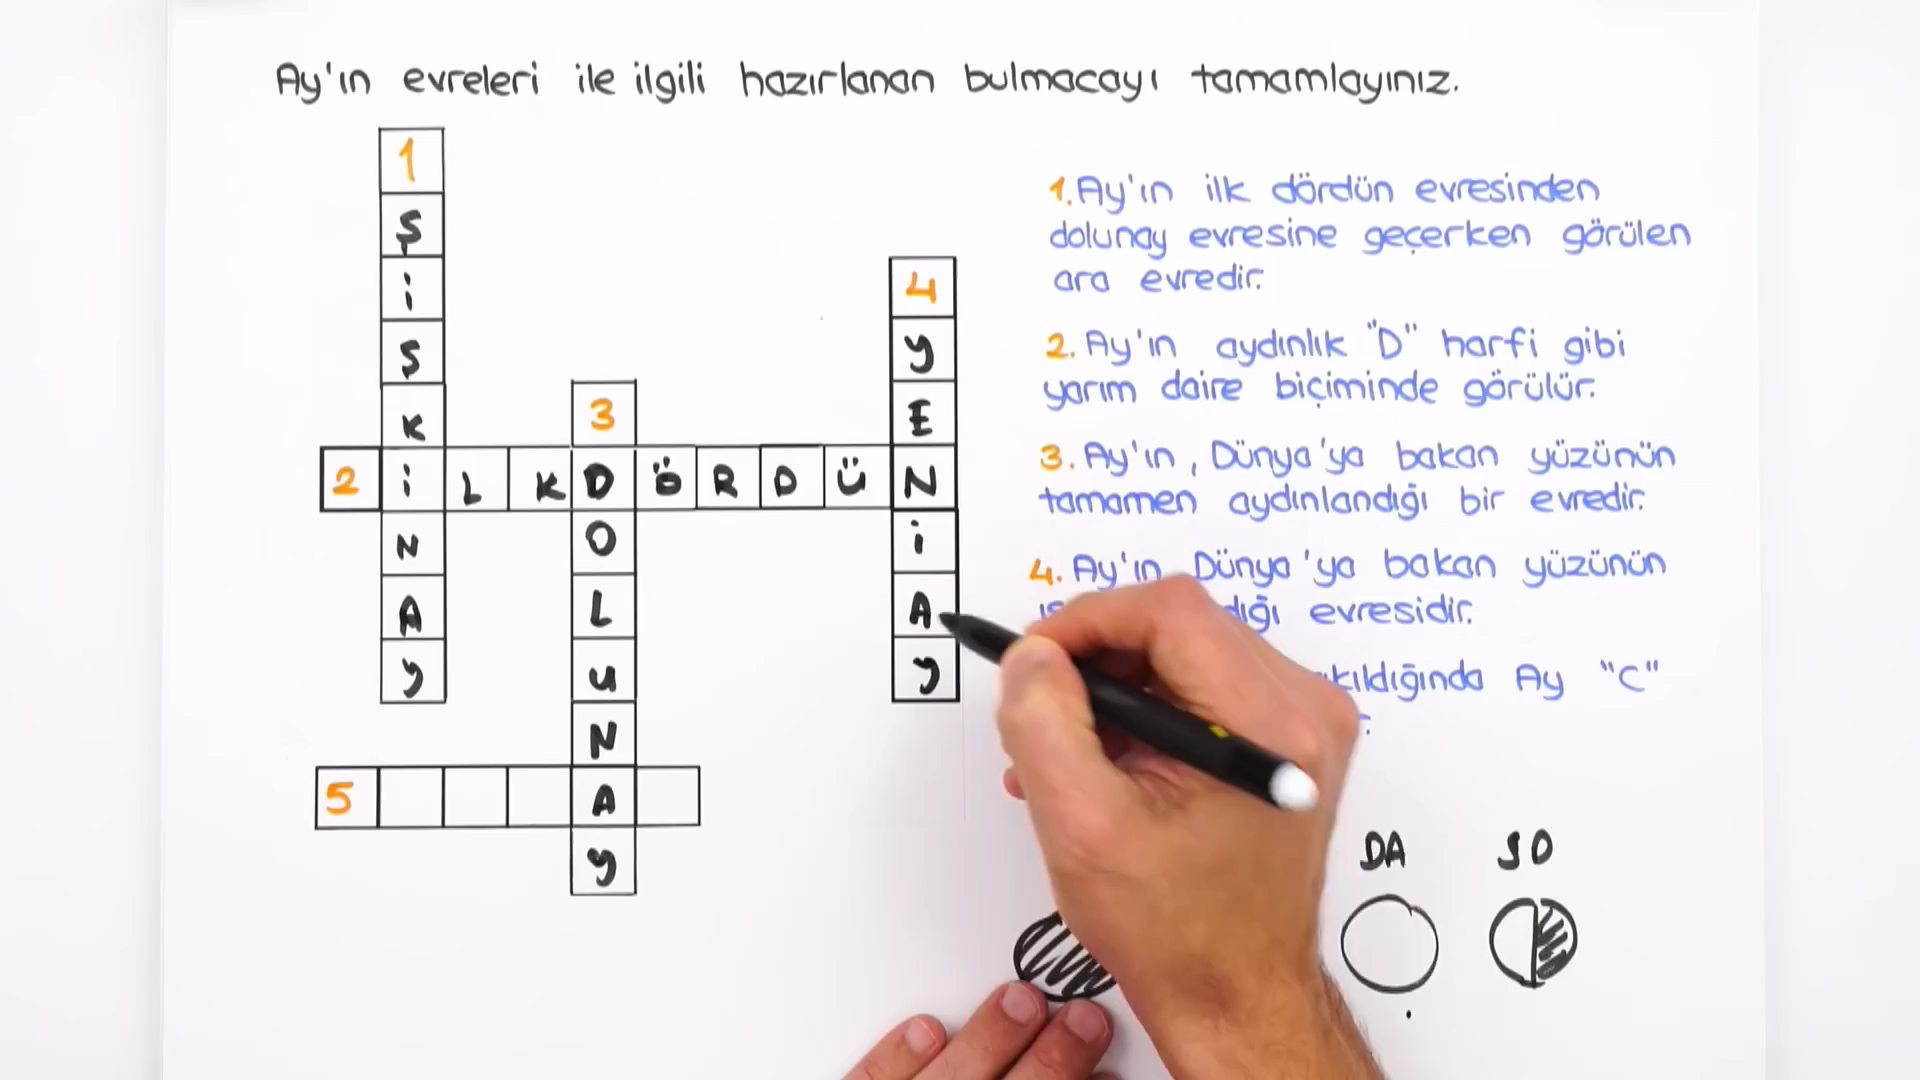 Ay'ın evreleri ile ilgili hazırlanan bulmacayı tamamlayınız.
1
Ş
i
Ş
K
2 i L K D Ö R D Ü N
N
A
y
3
O
L
u
N
5 A
y
4
y
E
i
A
y
1. Ay'ın ilk dördün evresinden
dolunay evresine geçerken görülen
ara evredir.
2. Ay'ın aydınlık "D" harfi gibi
yarım daire biçiminde görülür.
3. Ay'ın, Dünya'ya bakan yüzünün
tamamen aydınlandığı bir evredir.
4. Ay'ın Dünya'ya bakan yüzünün
evresidir.
Ay "C"
DA
SD